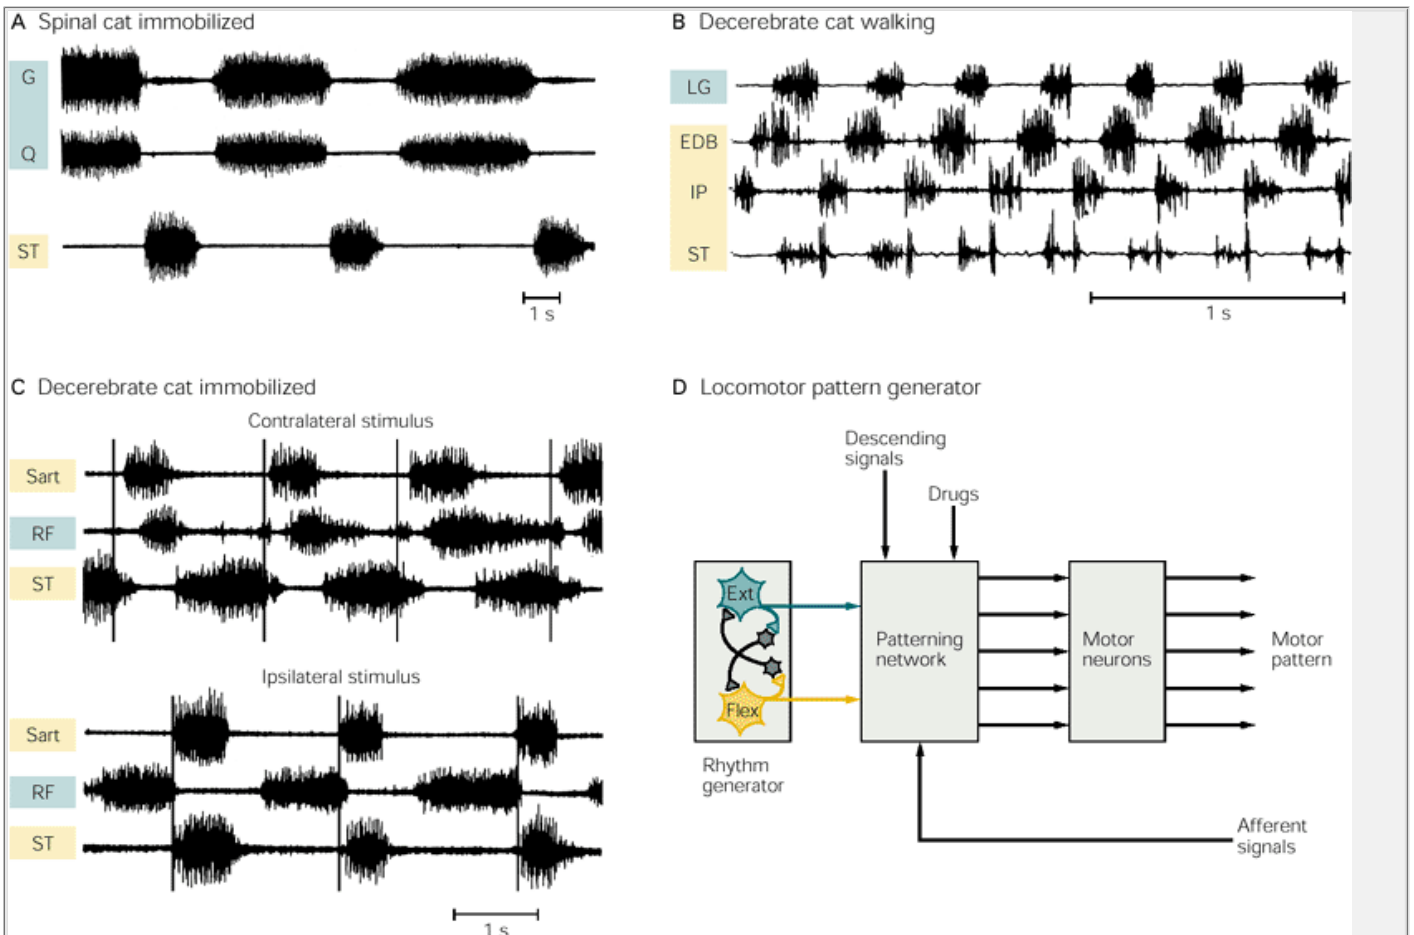 A Spinal cat immobilized
G
Q
ST
1 s
B Decerebrate cat walking
LG
EDB
IP
ST
1 s
C Decerebrate cat immobilized
Contralateral stimulus
Sart
RF
ST
Ipsilateral stimulus
Sart
RF
ST
1 s
D Locomotor pattern generator
Descending
signals
Drugs
Ext
Flex
Rhythm
generator
Patterning
network
Motor
neurons
Motor
pattern
Afferent
signals